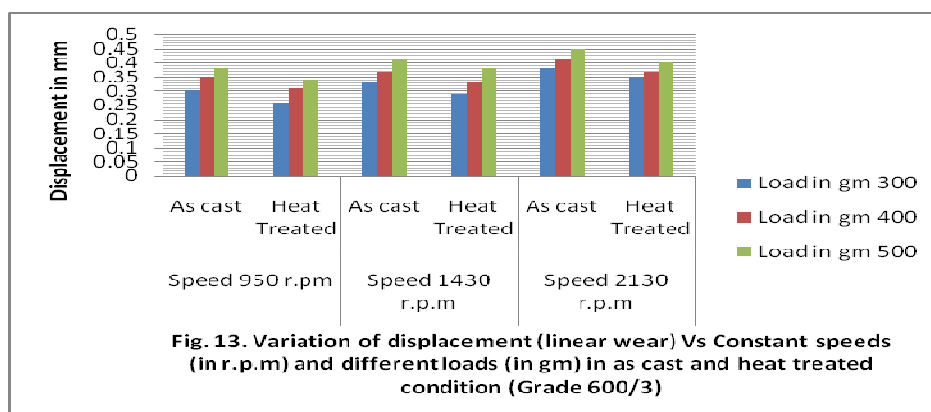 Displacement in mm
0.5
0.45
0.4
0.35
0.3
0.25
0.2
0.15
0.1
0.05
0
As cast
Heat
Treated
As cast
Heat
Treated
As cast
Heat
Treated
Speed 950 r.pm
Speed 1430
r.p.m
Speed 2130
r.p.m
Load in gm 300
Load in gm 400
Load in gm 500
Fig. 13. Variation of displacement (linear wear) Vs Constant speeds
(in r.p.m) and different loads (in gm) in as cast and heat treated
condition (Grade 600/3)